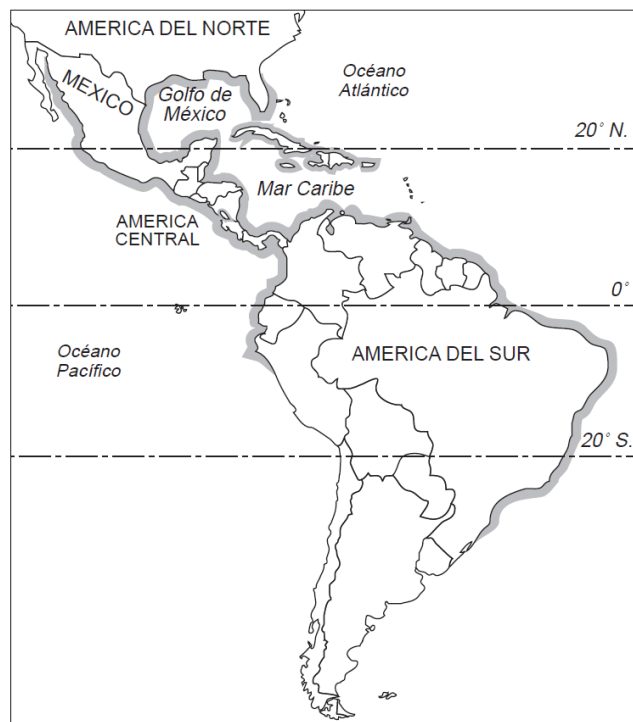 AMERICA DEL NORTE
MEXICO
Golfo de
México
Océano
Atlántico
20° N.
Mar Caribe
AMERICA
CENTRAL
0°
Océano
Pacífico
AMERICA DEL SUR
20° S.